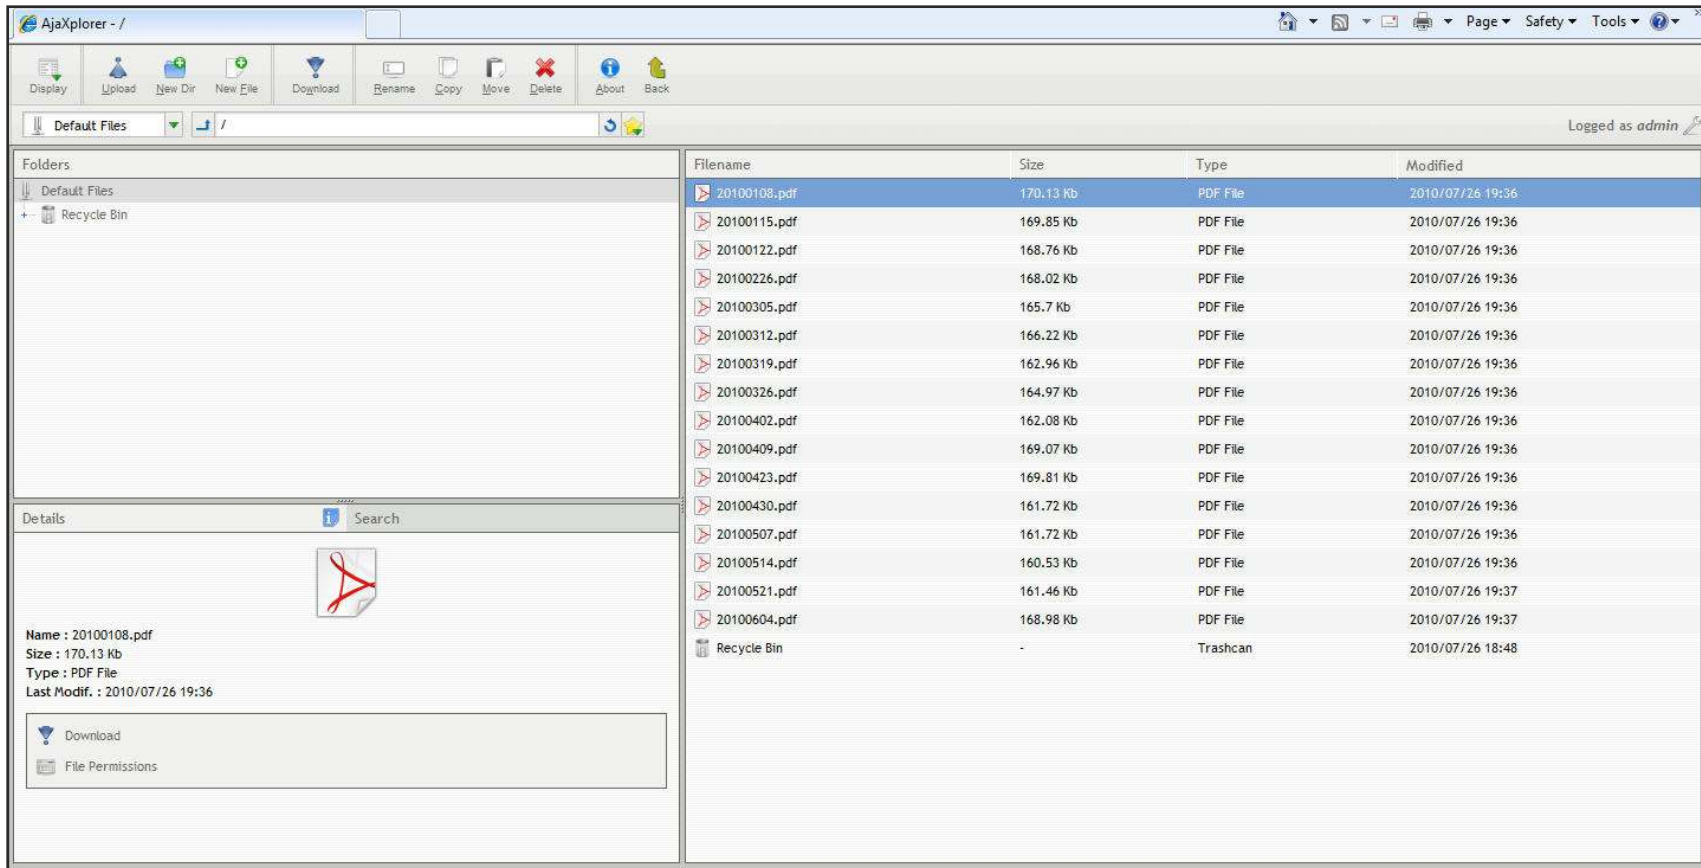 AjaXplorer - /
Page Safety Tools
Display Upload New Dir New File Download Rename Copy Move Delete About Back
Default Files / Logged as admin
Folders
Default Files
Recycle Bin
Details Search
Name : 20100108.pdf
Size : 170.13 Kb
Type : PDF File
Last Modif. : 2010/07/26 19:36
Download
File Permissions
Filename Size Type Modified
20100108.pdf 170.13 Kb PDF File 2010/07/26 19:36
20100115.pdf 169.85 Kb PDF File 2010/07/26 19:36
20100122.pdf 168.76 Kb PDF File 2010/07/26 19:36
20100226.pdf 168.02 Kb PDF File 2010/07/26 19:36
20100305.pdf 165.7 Kb PDF File 2010/07/26 19:36
20100312.pdf 166.22 Kb PDF File 2010/07/26 19:36
20100319.pdf 162.96 Kb PDF File 2010/07/26 19:36
20100326.pdf 164.97 Kb PDF File 2010/07/26 19:36
20100402.pdf 162.08 Kb PDF File 2010/07/26 19:36
20100409.pdf 169.07 Kb PDF File 2010/07/26 19:36
20100423.pdf 169.81 Kb PDF File 2010/07/26 19:36
20100430.pdf 161.72 Kb PDF File 2010/07/26 19:36
20100507.pdf 161.72 Kb PDF File 2010/07/26 19:36
20100514.pdf 160.53 Kb PDF File 2010/07/26 19:36
20100521.pdf 161.46 Kb PDF File 2010/07/26 19:37
20100604.pdf 168.98 Kb PDF File 2010/07/26 19:37
Recycle Bin - Trashcan 2010/07/26 18:48